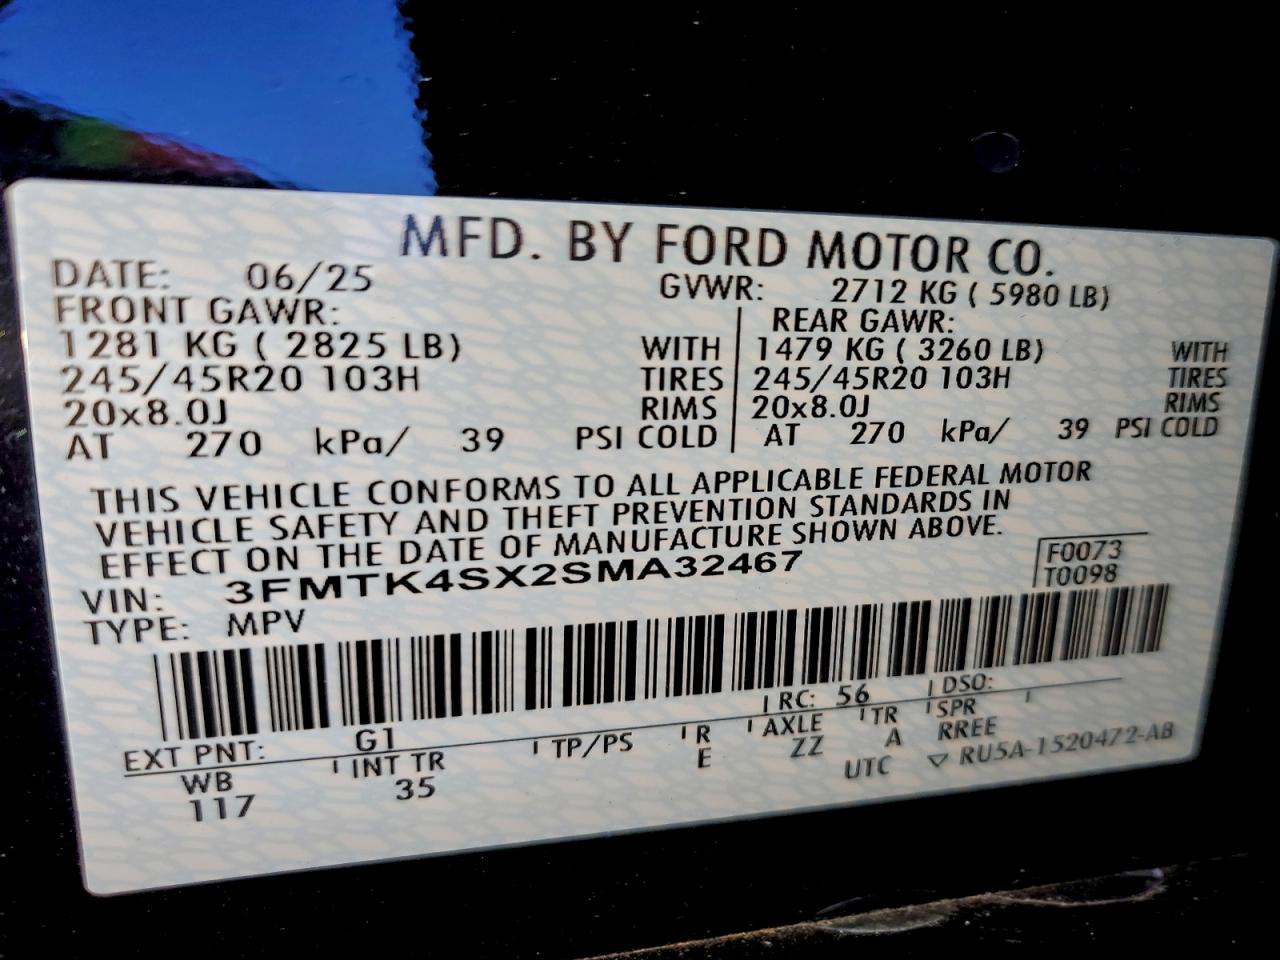 MFD. BY FORD MOTOR CO.
DATE: 06/25 GVWR: 2712 KG ( 5980 LB)
FRONT GAWR: REAR GAWR:
1281 KG ( 2825 LB) WITH 1479 KG ( 3260 LB) WITH
245/45R20 103H TIRES 245/45R20 103H TIRES
20x8.0J RIMS 20x8.0J RIMS
AT 270 kPa/ 39 PSI COLD AT 270 kPa/ 39 PSI COLD
THIS VEHICLE CONFORMS TO ALL APPLICABLE FEDERAL MOTOR
VEHICLE SAFETY AND THEFT PREVENTION STANDARDS IN
EFFECT ON THE DATE OF MANUFACTURE SHOWN ABOVE.
VIN: 3FMTK4SX2SMA32467 F0073
TYPE: MPV T0098
EXT PNT: G1 RC: 56 DSO:
WB INT TR TP/PS R AXLE TR SPR
117 35 E ZZ A RREE
UTC ▽ RU5A-1520472-AB